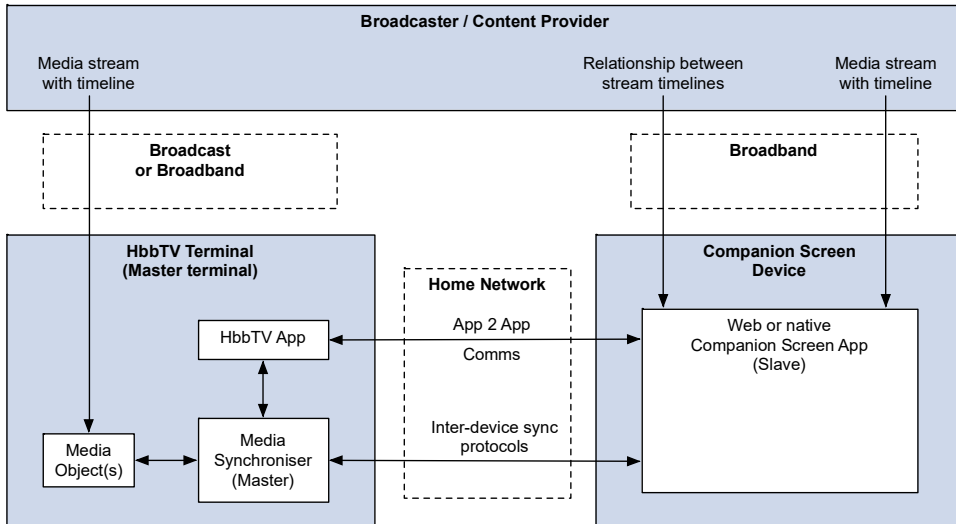 Broadcaster / Content Provider
Media stream
with timeline
Relationship between
stream timelines
Media stream
with timeline
Broadcast
or Broadband
Broadband
HbbTV Terminal
(Master terminal)
Home Network
Companion Screen
Device
HbbTV App
App 2 App
Comms
Web or native
Companion Screen App
(Slave)
Media
Object(s)
Media
Synchroniser
(Master)
Inter-device sync
protocols